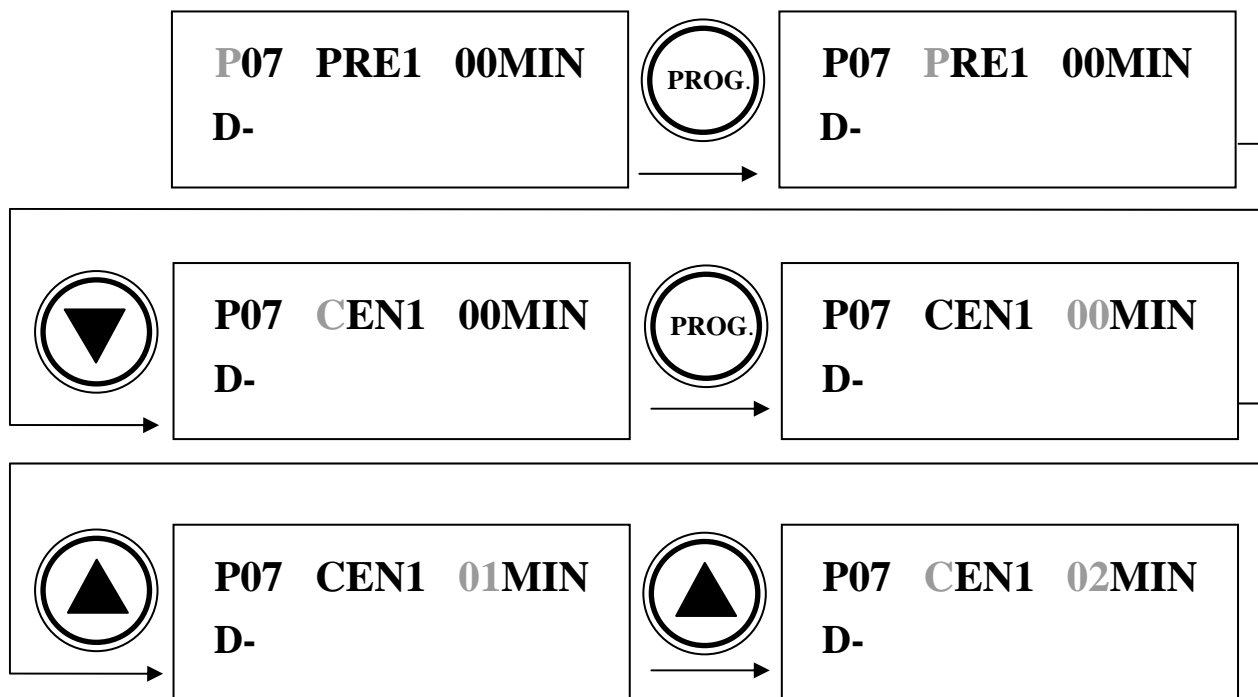 P07 PRE1 00MIN
D-
PROG.
P07 PRE1 00MIN
D-
P07 CEN1 00MIN
D-
PROG.
P07 CEN1 00MIN
D-
P07 CEN1 01MIN
D-
P07 CEN1 02MIN
D-